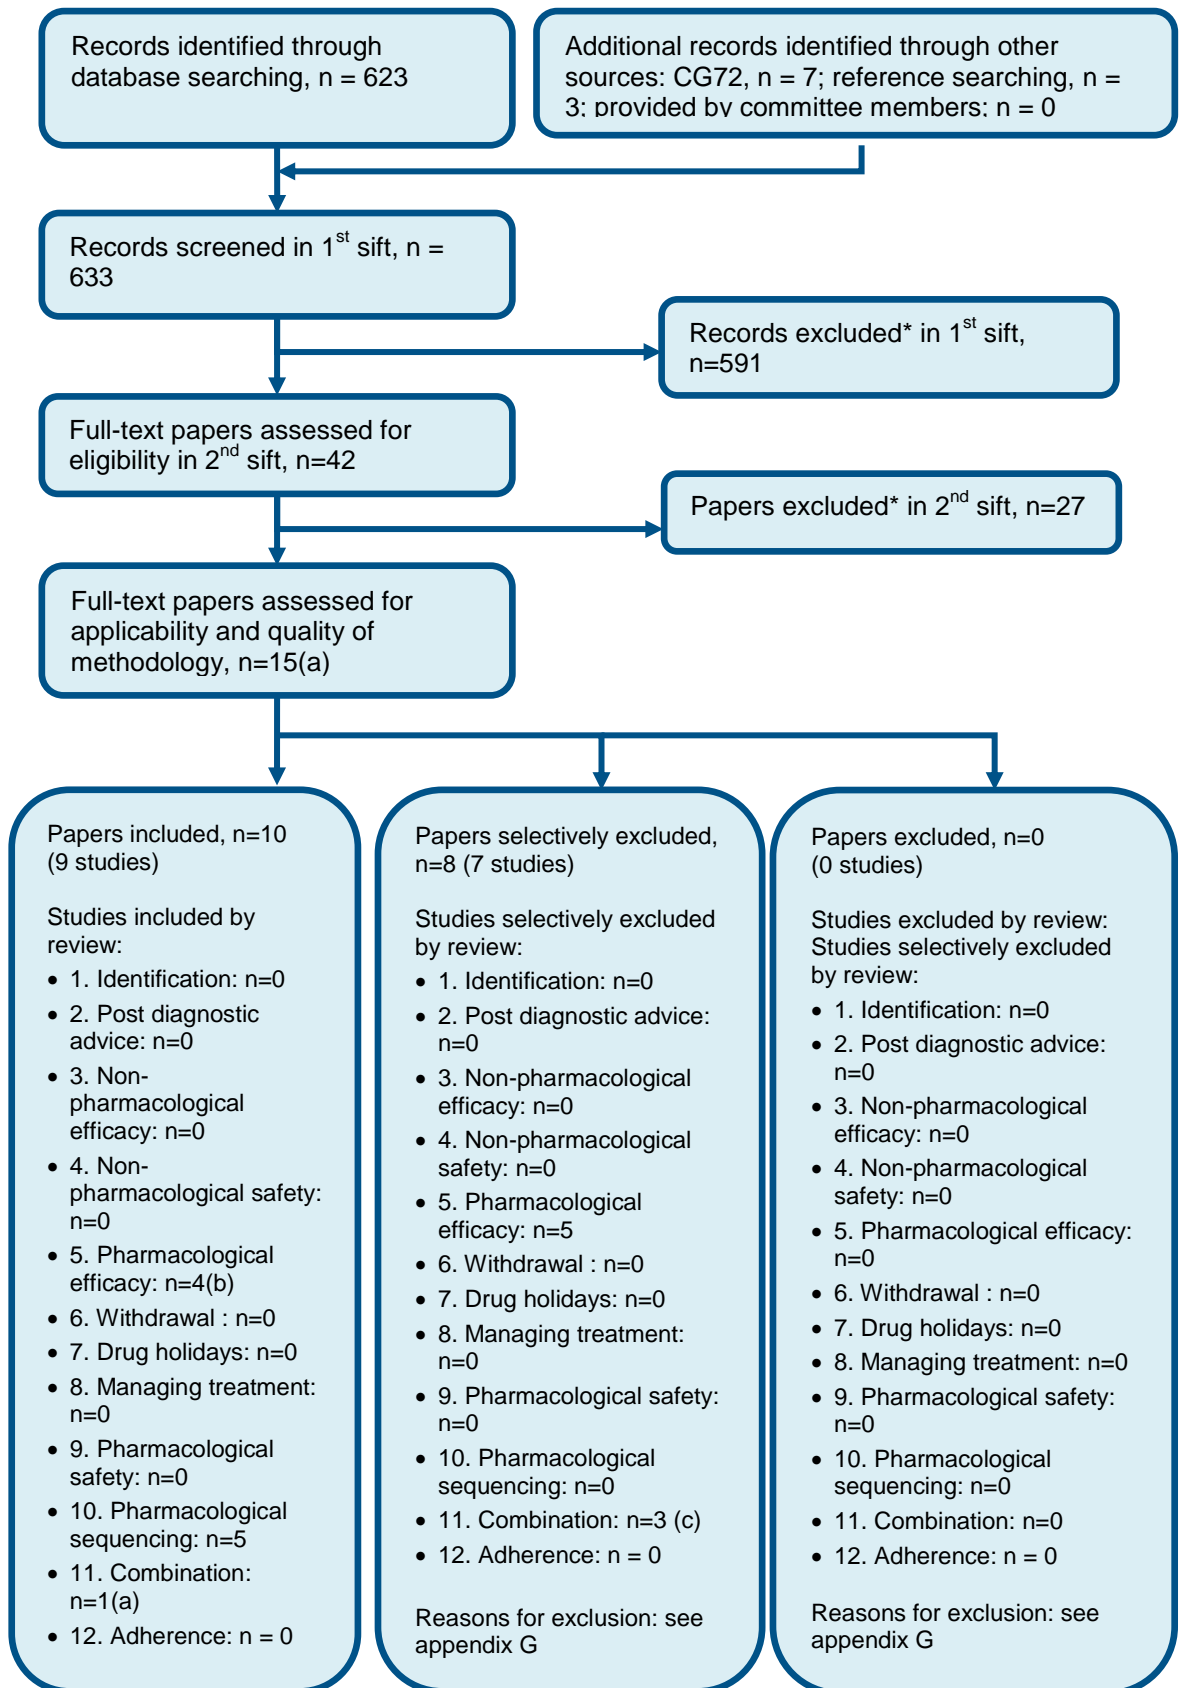 Records identified through
database searching, n = 623
Additional records identified through other
sources: CG72, n = 7; reference searching, n =
3; provided by committee members; n = 0
Records screened in 1st sift, n =
633
Records excluded* in 1st sift,
n=591
Full-text papers assessed for
eligibility in 2nd sift, n=42
Papers excluded* in 2nd sift, n=27
Full-text papers assessed for
applicability and quality of
methodology, n=15(a)
Papers included, n=10
(9 studies)
Studies included by
review:
• 1. Identification: n=0
• 2. Post diagnostic
advice: n=0
• 3. Non-
pharmacological
efficacy: n=0
• 4. Non-
pharmacological safety:
n=0
• 5. Pharmacological
efficacy: n=4(b)
• 6. Withdrawal : n=0
• 7. Drug holidays: n=0
• 8. Managing treatment:
n=0
• 9. Pharmacological
safety: n=0
• 10. Pharmacological
sequencing: n=5
• 11. Combination:
n=1(a)
• 12. Adherence: n = 0
Papers selectively excluded,
n=8 (7 studies)
Studies selectively excluded
by review:
• 1. Identification: n=0
• 2. Post diagnostic advice:
n=0
• 3. Non-pharmacological
efficacy: n=0
• 4. Non-pharmacological
safety: n=0
• 5. Pharmacological
efficacy: n=5
• 6. Withdrawal : n=0
• 7. Drug holidays: n=0
• 8. Managing treatment:
n=0
• 9. Pharmacological safety:
n=0
• 10. Pharmacological
sequencing: n=0
• 11. Combination: n=3 (c)
• 12. Adherence: n = 0
Reasons for exclusion: see
appendix G
Papers excluded, n=0
(0 studies)
Studies excluded by review:
Studies selectively excluded
by review:
• 1. Identification: n=0
• 2. Post diagnostic advice:
n=0
• 3. Non-pharmacological
efficacy: n=0
• 4. Non-pharmacological
safety: n=0
• 5. Pharmacological efficacy:
n=0
• 6. Withdrawal : n=0
• 7. Drug holidays: n=0
• 8. Managing treatment: n=0
• 9. Pharmacological safety:
n=0
• 10. Pharmacological
sequencing: n=0
• 11. Combination: n=0
• 12. Adherence: n = 0
Reasons for exclusion: see
appendix G